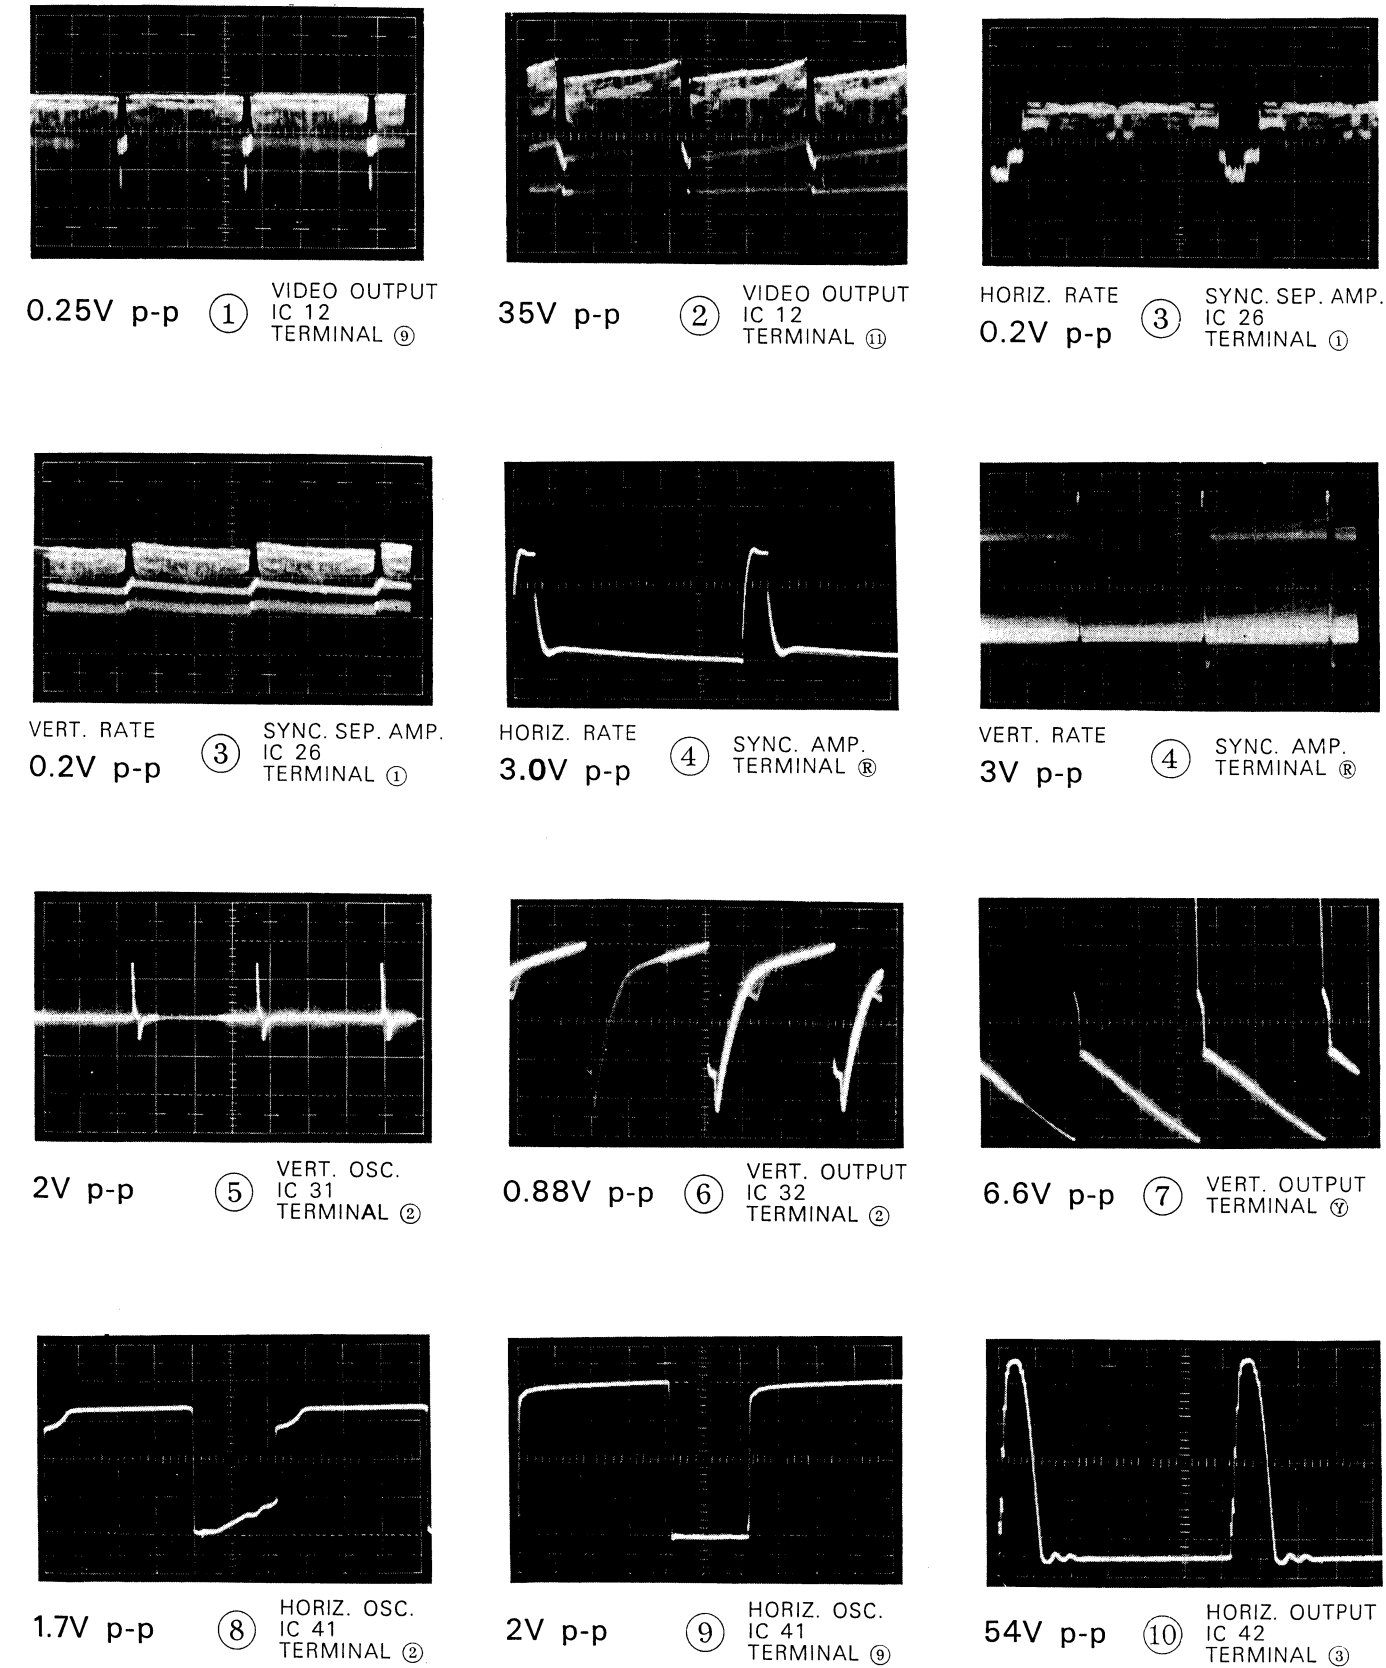 0.25V p-p ① VIDEO OUTPUT
IC 12
TERMINAL ⑨
35V p-p ② VIDEO OUTPUT
IC 12
TERMINAL ⑪
HORIZ. RATE
0.2V p-p ③ SYNC. SEP. AMP.
IC 26
TERMINAL ①
VERT. RATE
0.2V p-p ③ SYNC. SEP. AMP.
IC 26
TERMINAL ①
HORIZ. RATE
3.0V p-p ④ SYNC. AMP.
TERMINAL Ⓡ
VERT. RATE
3V p-p ④ SYNC. AMP.
TERMINAL Ⓡ
2V p-p ⑤ VERT. OSC.
IC 31
TERMINAL ②
0.88V p-p ⑥ VERT. OUTPUT
IC 32
TERMINAL ②
6.6V p-p ⑦ VERT. OUTPUT
TERMINAL Ⓨ
1.7V p-p ⑧ HORIZ. OSC.
IC 41
TERMINAL ②
2V p-p ⑨ HORIZ. OSC.
IC 41
TERMINAL ⑨
54V p-p ⑩ HORIZ. OUTPUT
IC 42
TERMINAL ③